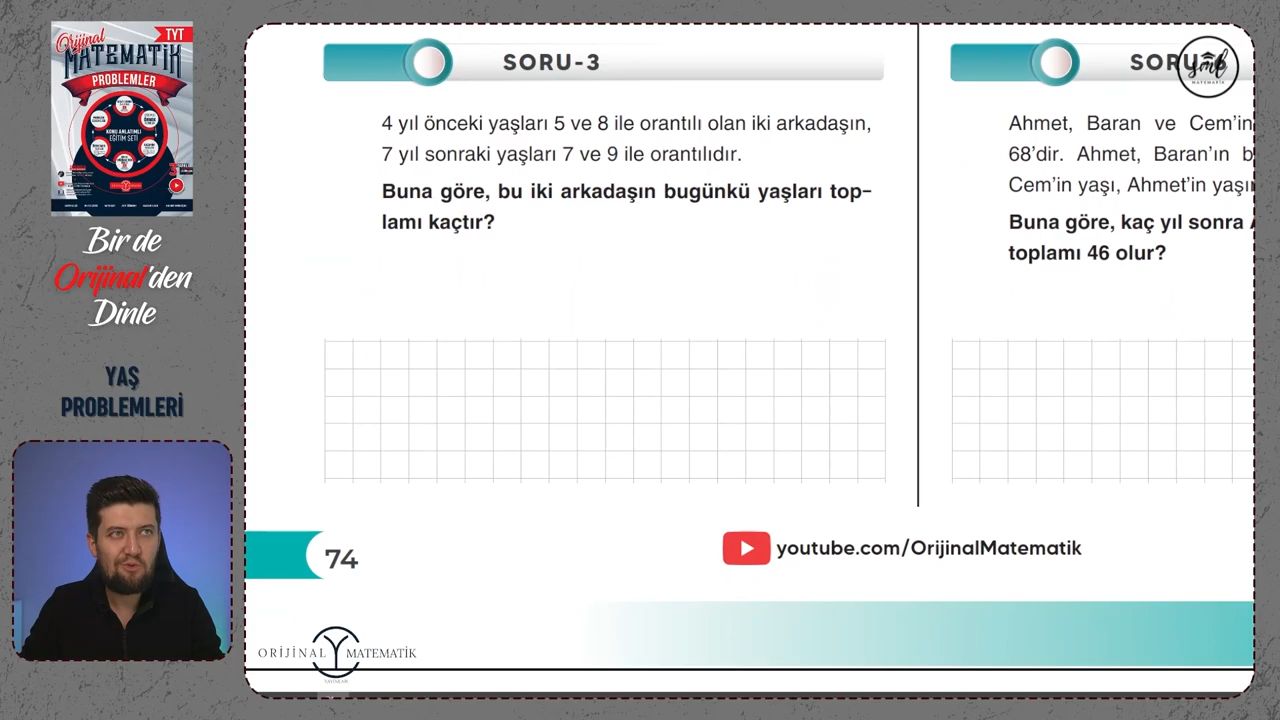 Orijinal
TYT
MATEMATİK
PROBLEMLER
KONU ANLATIMLI
EĞİTİM SETİ
Bir de
Orijinal'den
Dinle
YAŞ
PROBLEMLERİ
SORU-3
4 yıl önceki yaşları 5 ve 8 ile orantılı olan iki arkadaşın,
7 yıl sonraki yaşları 7 ve 9 ile orantılıdır.
Buna göre, bu iki arkadaşın bugünkü yaşları top-
lamı kaçtır?
74
youtube.com/OrijinalMatematik
ORİJİNAL MATEMATİK
YAYINLARI
SORU
MATEMATİK
Ahmet, Baran ve Cem'in
68'dir. Ahmet, Baran'ın b
Cem'in yaşı, Ahmet'in yaşır
Buna göre, kaç yıl sonra
toplamı 46 olur?